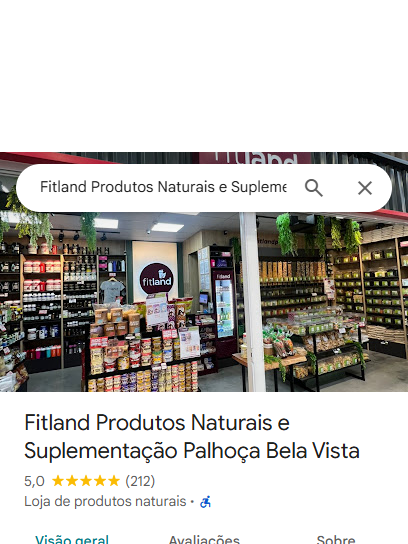 fitland
Fitland Produtos Naturais e Supleme
fitland
fitland
Fitland Produtos Naturais e
Suplementação Palhoça Bela Vista
5,0 (212)
Loja de produtos naturais ·
Visão geral Avaliações Sobre